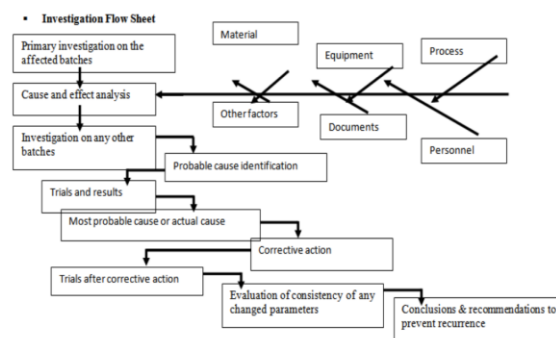 ▪ Investigation Flow Sheet
Primary investigation on the
affected batches
Material
Equipment
Process
Cause and effect analysis
Other factors
Documents
Personnel
Investigation on any other
batches
Probable cause identification
Trials and results
Most probable cause or actual cause
Corrective action
Trials after corrective action
Evaluation of consistency of any
changed parameters
Conclusions & recommendations to
prevent recurrence